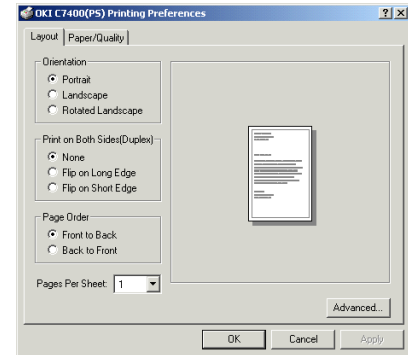 OKI C7400(PS) Printing Preferences
Layout
Paper/Quality
Orientation
Portrait
Landscape
Rotated Landscape
Print on Both Sides(Duplex)
None
Flip on Long Edge
Flip on Short Edge
Page Order
Front to Back
Back to Front
Pages Per Sheet: 1
Advanced...
OK
Cancel
Apply